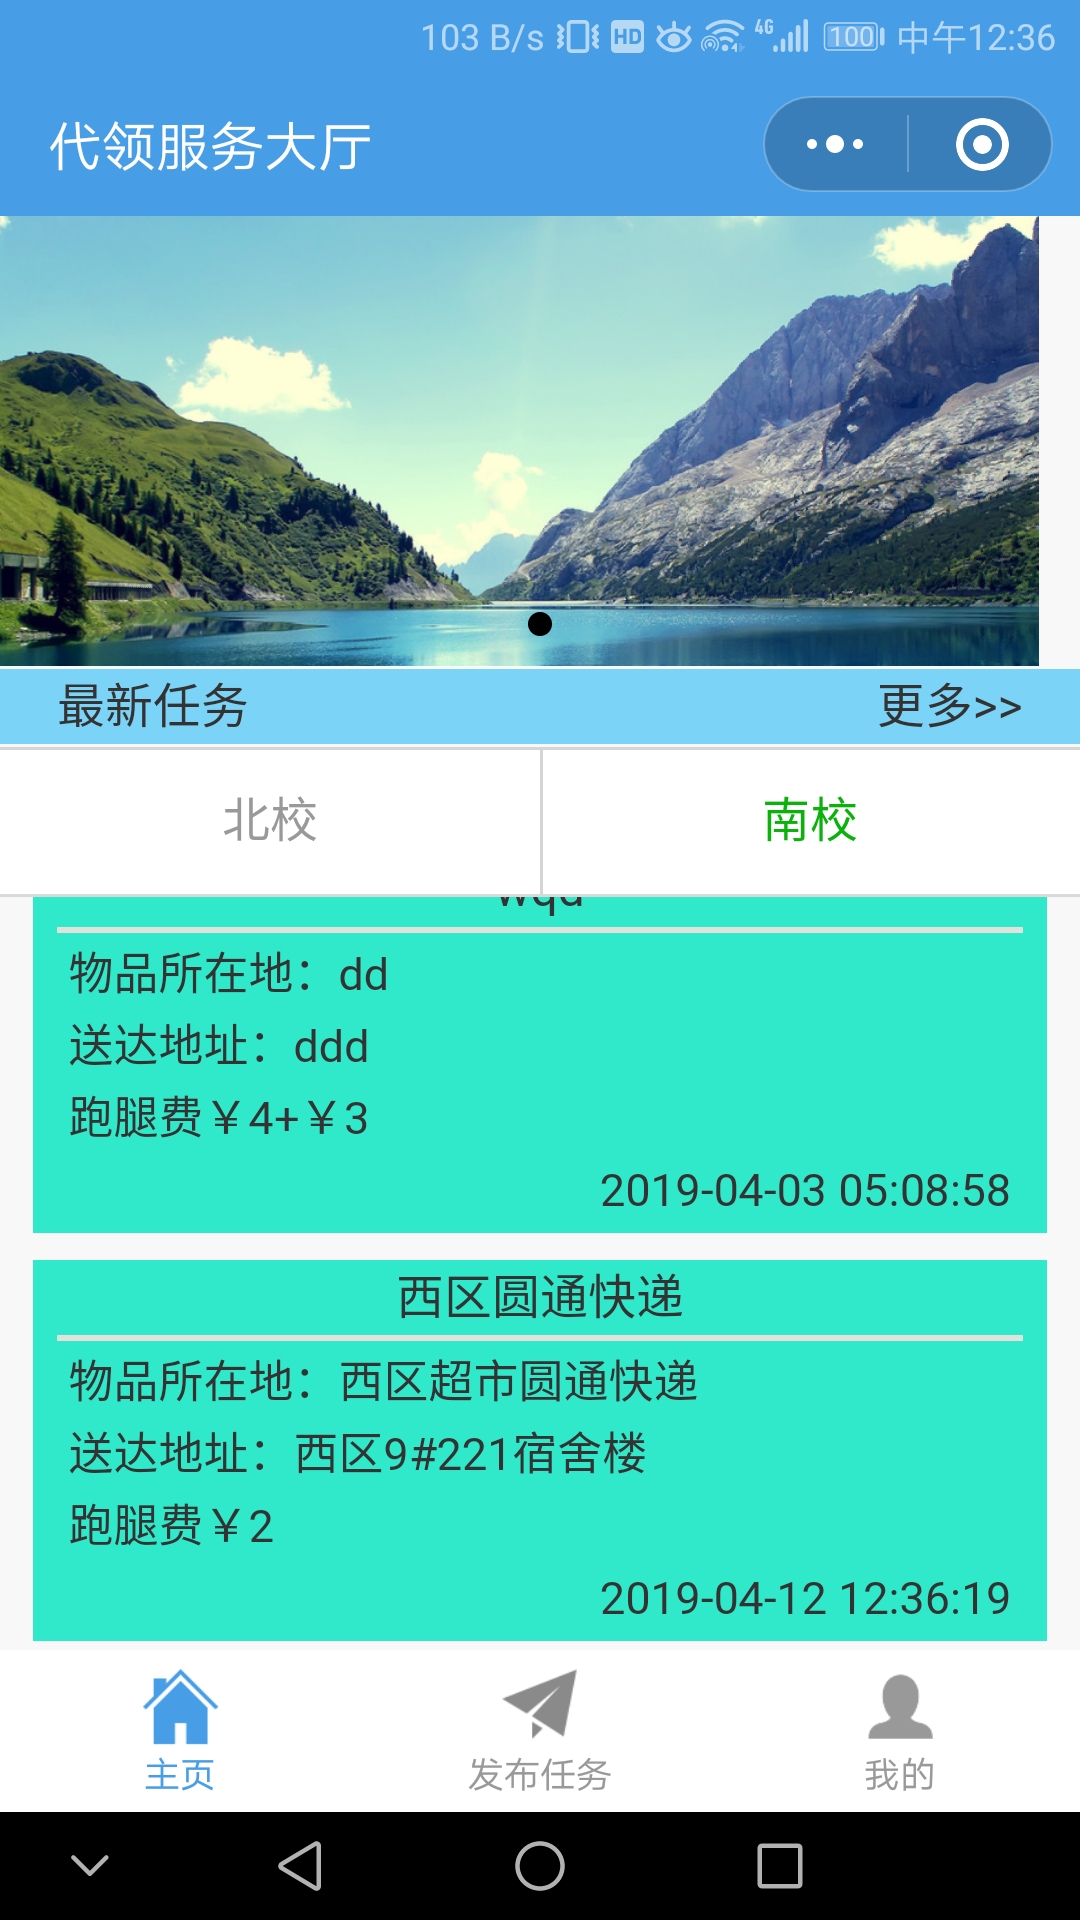 103 B/s HD 4G 100 中午12:36
代领服务大厅
最新任务 更多>>
北校 南校
wqd
物品所在地：dd
送达地址：ddd
跑腿费￥4+￥3
2019-04-03 05:08:58
西区圆通快递
物品所在地：西区超市圆通快递
送达地址：西区9#221宿舍楼
跑腿费￥2
2019-04-12 12:36:19
主页 发布任务 我的